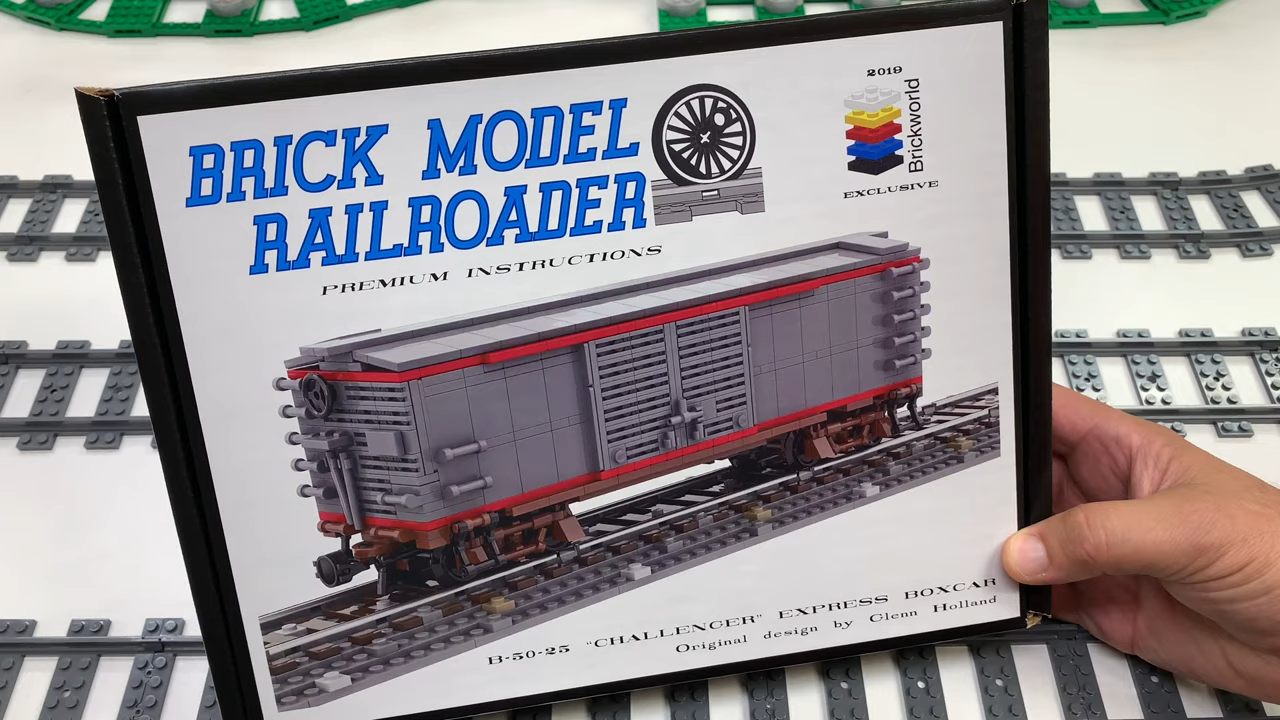 BRICK MODEL
RAILROADER
PREMIUM INSTRUCTIONS
2019
Brickworld
EXCLUSIVE
B-50-25 "CHALLENGER" EXPRESS BOXCAR
Original design by Glenn Holland